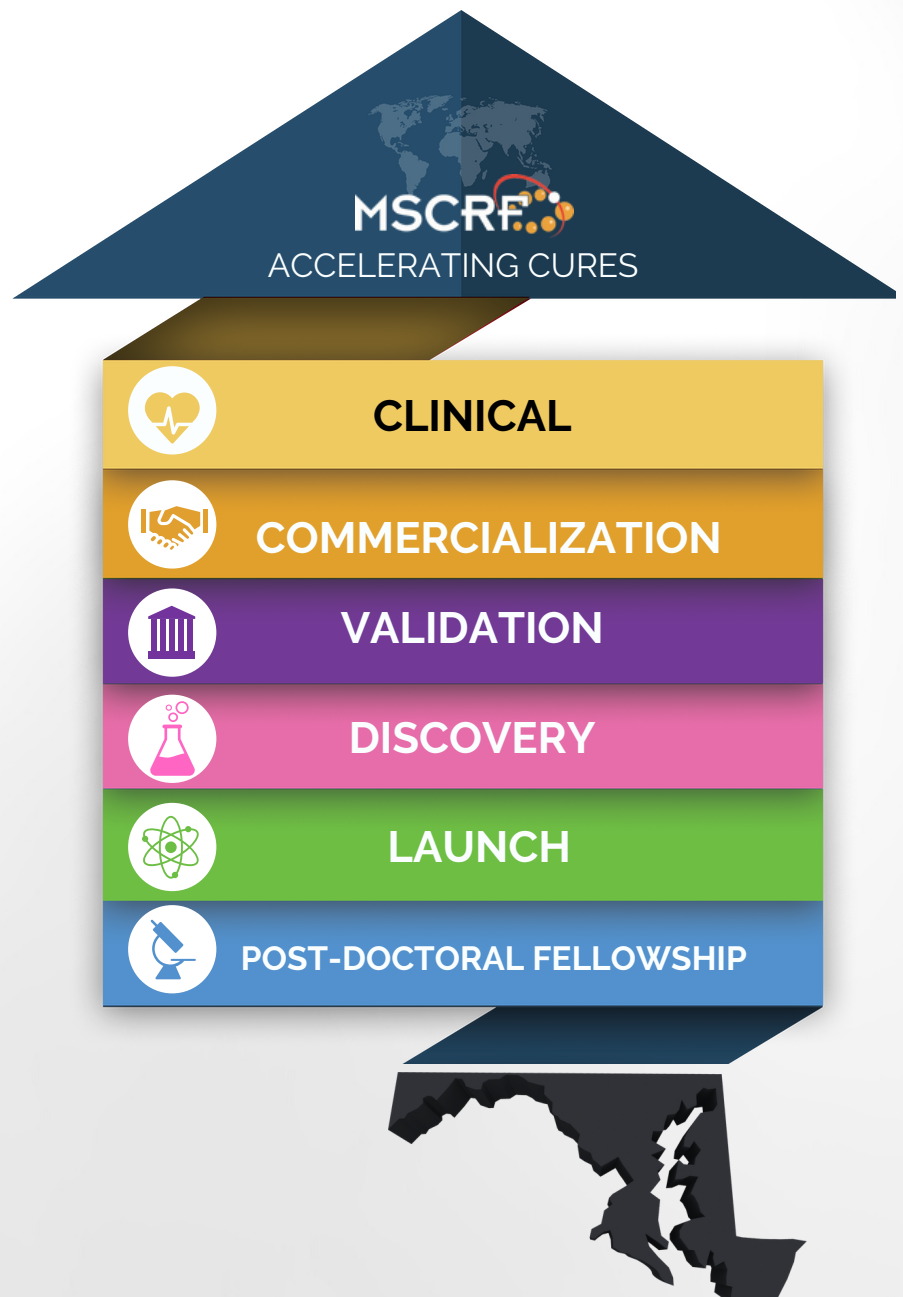 MSCRF
ACCELERATING CURES
CLINICAL
COMMERCIALIZATION
VALIDATION
DISCOVERY
LAUNCH
POST-DOCTORAL FELLOWSHIP